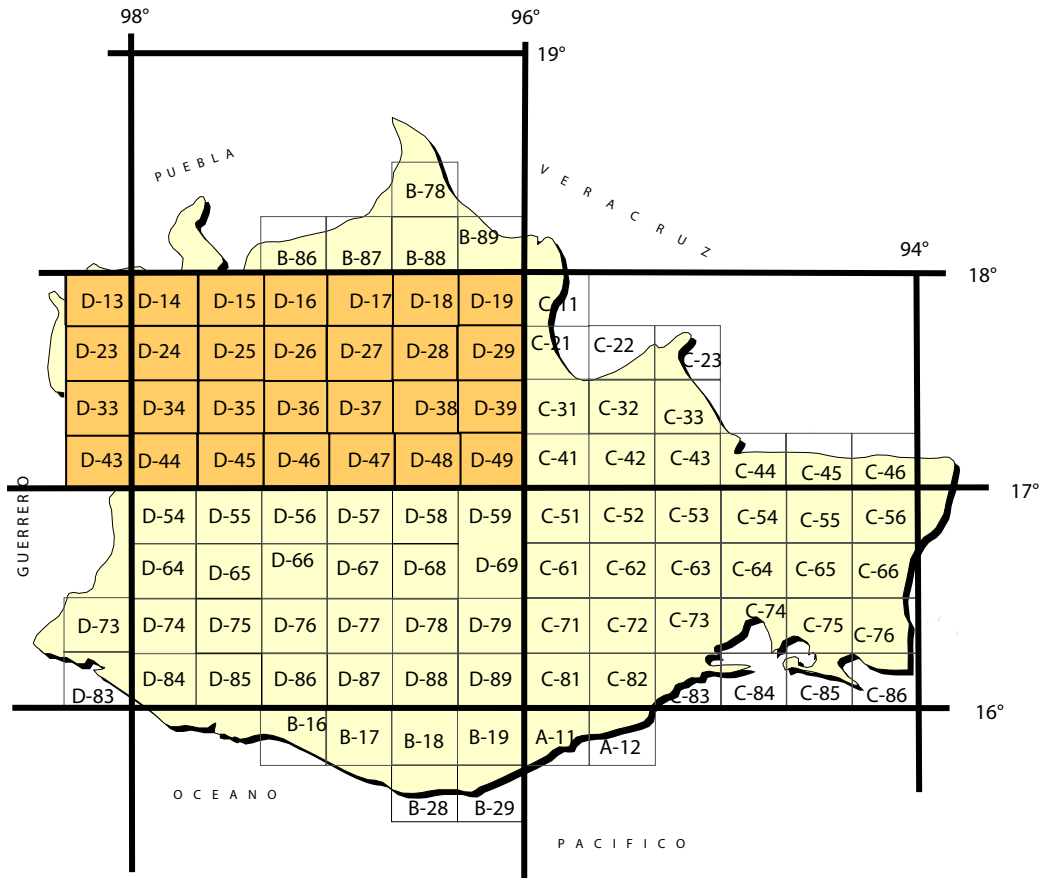 98° 96°
19°
PUEBLA
VERACRUZ
B-78
B-89
B-86 B-87 B-88
94°
18°
D-13 D-14 D-15 D-16 D-17 D-18 D-19 C-11
D-23 D-24 D-25 D-26 D-27 D-28 D-29 C-21 C-22 C-23
D-33 D-34 D-35 D-36 D-37 D-38 D-39 C-31 C-32 C-33
D-43 D-44 D-45 D-46 D-47 D-48 D-49 C-41 C-42 C-43 C-44 C-45 C-46
17°
GUERRERO
D-54 D-55 D-56 D-57 D-58 D-59 C-51 C-52 C-53 C-54 C-55 C-56
D-64 D-65 D-66 D-67 D-68 D-69 C-61 C-62 C-63 C-64 C-65 C-66
D-73 D-74 D-75 D-76 D-77 D-78 D-79 C-71 C-72 C-73 C-74 C-75 C-76
D-83 D-84 D-85 D-86 D-87 D-88 D-89 C-81 C-82 C-83 C-84 C-85 C-86
16°
B-16 B-17 B-18 B-19 A-11 A-12
OCEANO
B-28 B-29
PACIFICO